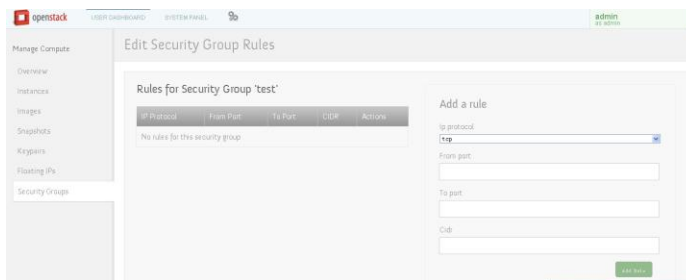 openstack
USER DASHBOARD
SYSTEM PANEL
admin
as admin
Manage Compute
Overview
Instances
Images
Snapshots
Keypairs
Floating IPs
Security Groups
Edit Security Group Rules
Rules for Security Group 'test'
IP Protocol From Port To Port CIDR Actions
No rules for this security group
Add a rule
Ip protocol
tcp
From port
To port
Cidr
Add Rule